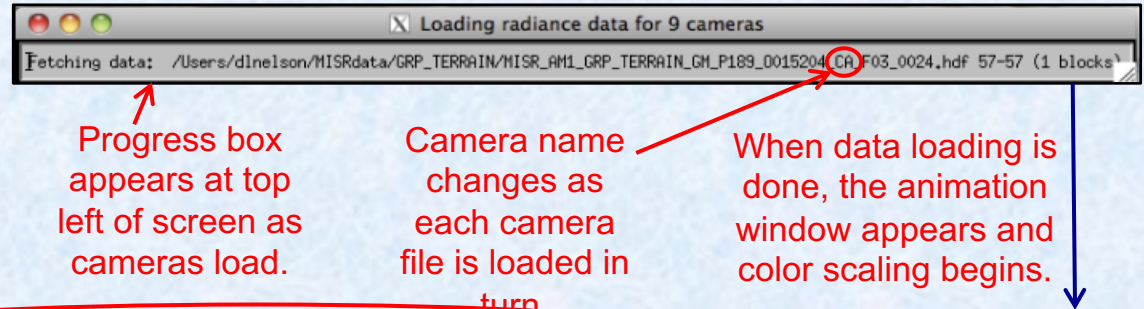 Loading radiance data for 9 cameras
Fetching data: /Users/dlnelson/MISRdata/GRP_TERRAIN/MISR_AM1_GRP_TERRAIN_GM_P189_O015204_CA_F03_0024.hdf 57-57 (1 blocks)
Progress box
appears at top
left of screen as
cameras load.
Camera name
changes as
each camera
file is loaded in
turn
When data loading is
done, the animation
window appears and
color scaling begins.